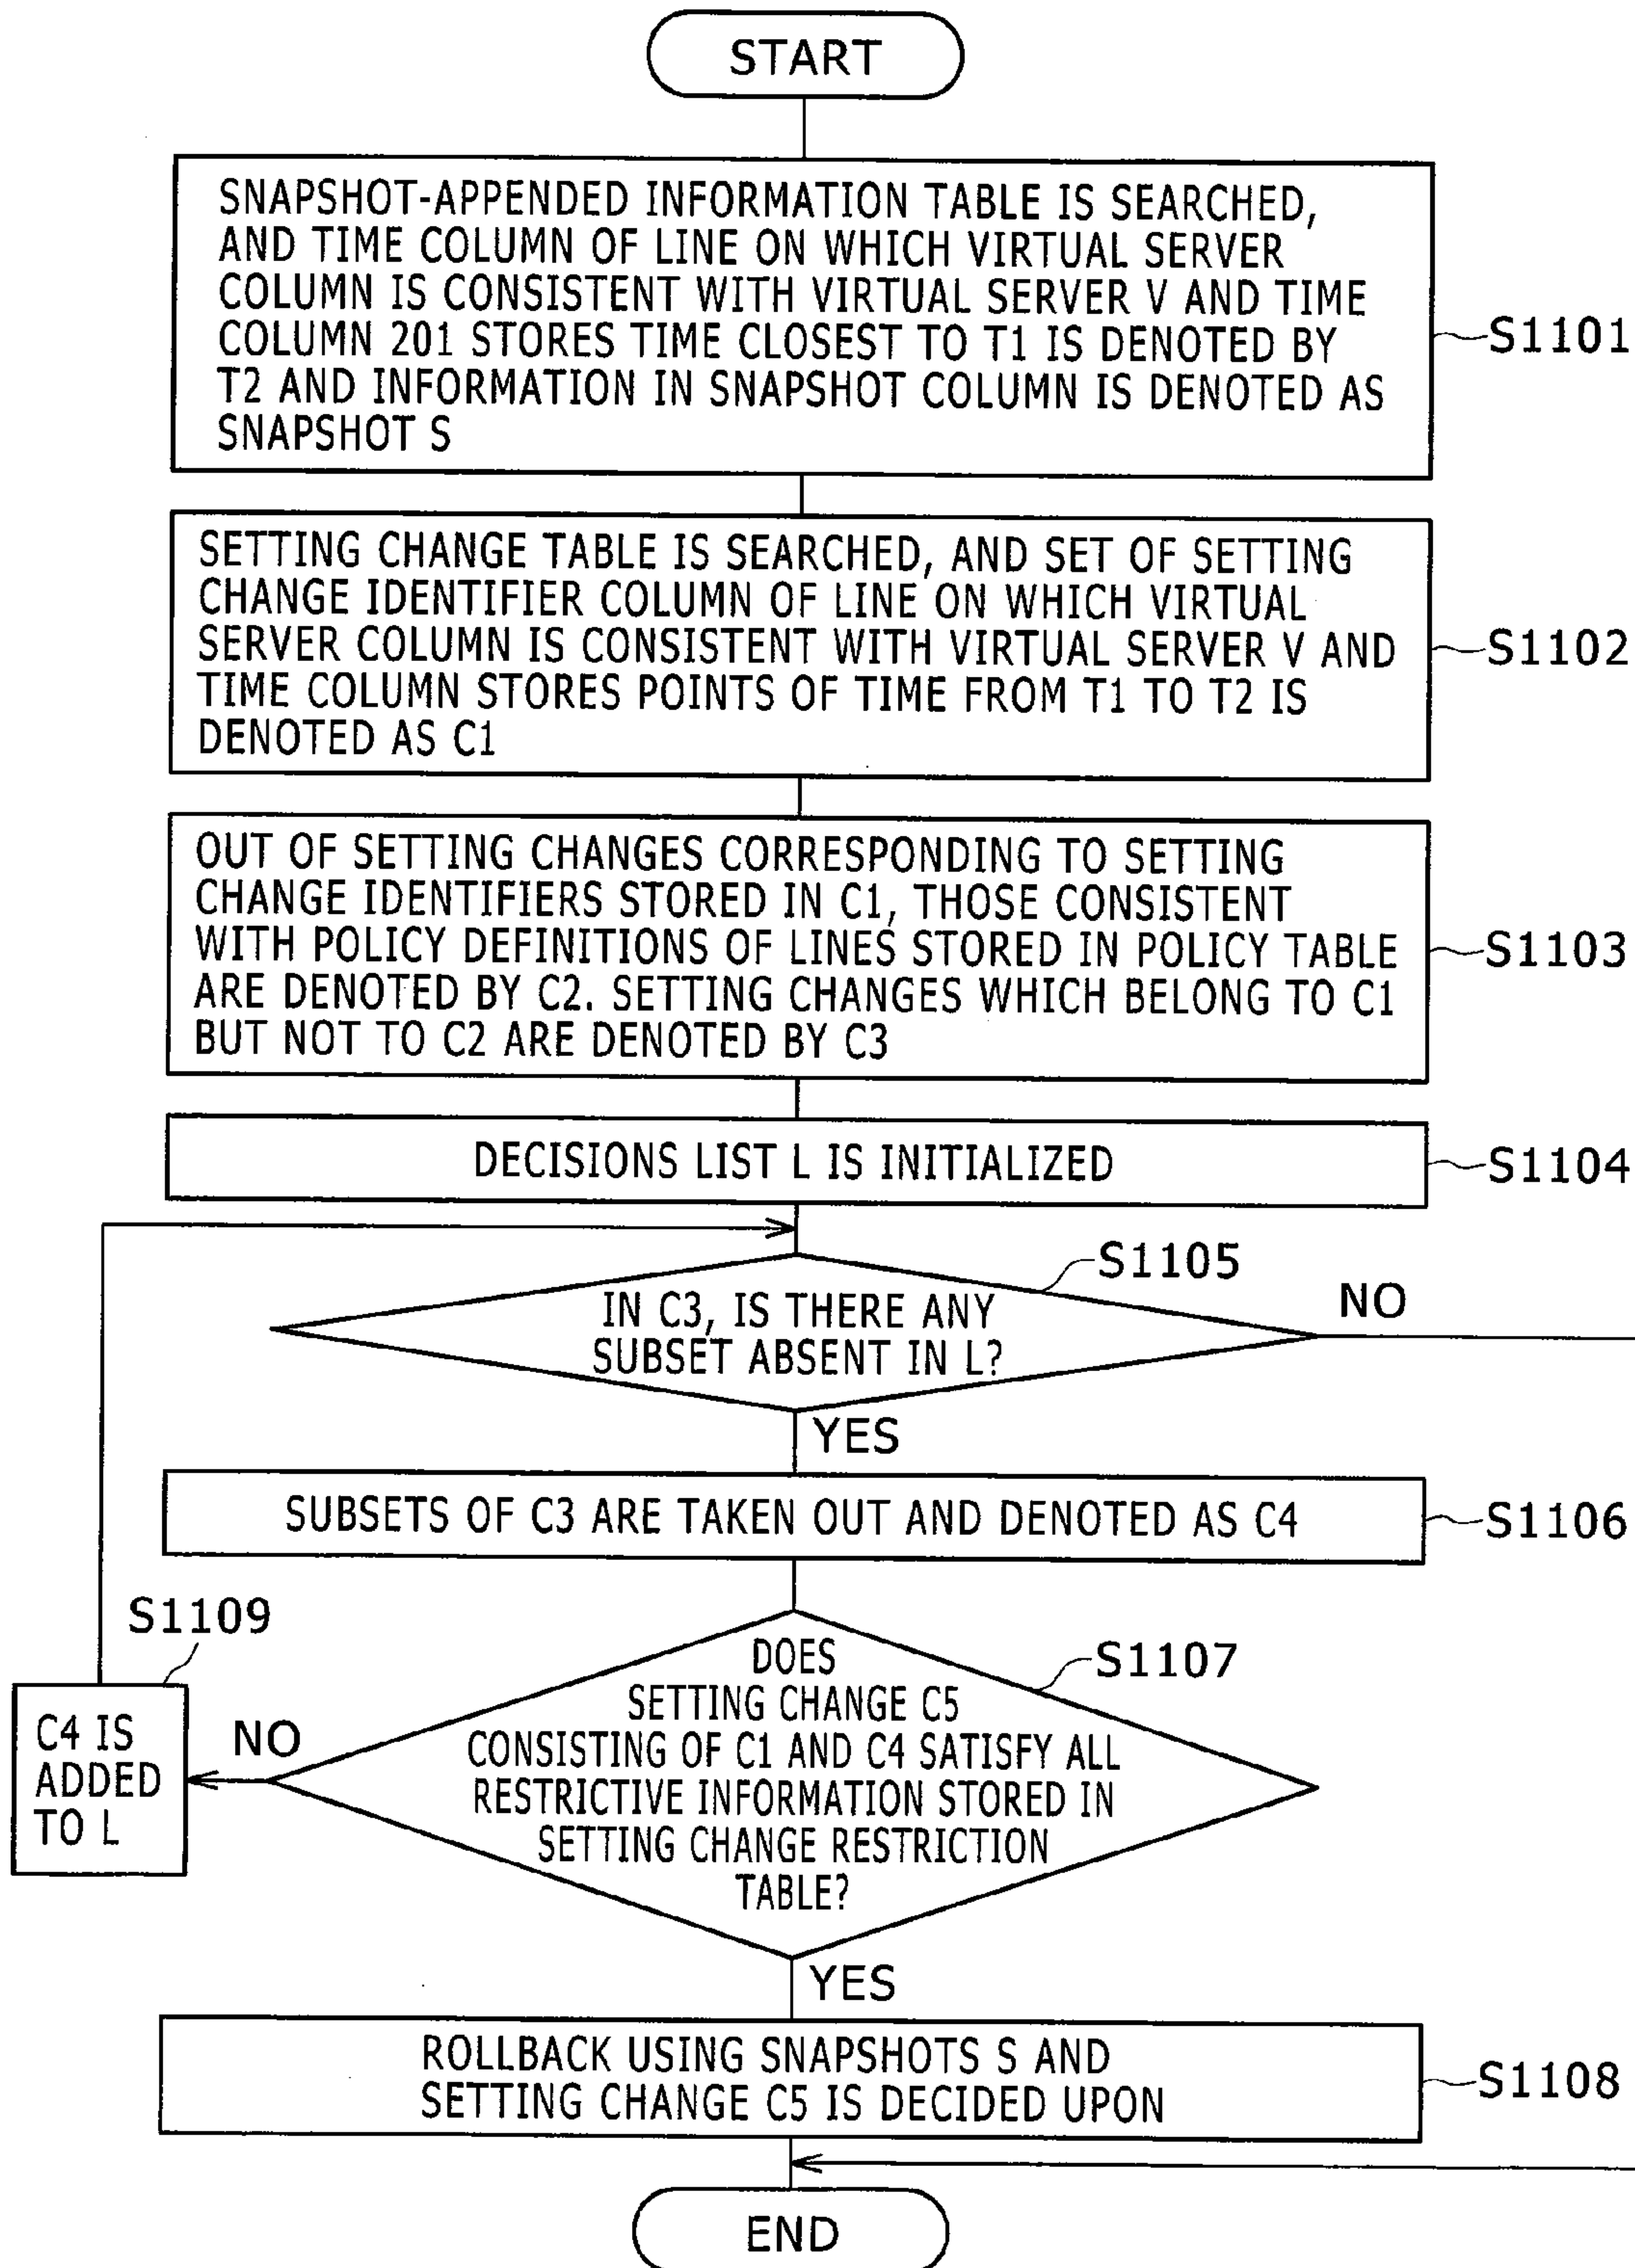 START
SNAPSHOT-APPENDED INFORMATION TABLE IS SEARCHED,
AND TIME COLUMN OF LINE ON WHICH VIRTUAL SERVER
COLUMN IS CONSISTENT WITH VIRTUAL SERVER V AND TIME
COLUMN 201 STORES TIME CLOSEST TO T1 IS DENOTED BY
T2 AND INFORMATION IN SNAPSHOT COLUMN IS DENOTED AS
SNAPSHOT S
S1101
SETTING CHANGE TABLE IS SEARCHED, AND SET OF SETTING
CHANGE IDENTIFIER COLUMN OF LINE ON WHICH VIRTUAL
SERVER COLUMN IS CONSISTENT WITH VIRTUAL SERVER V AND
TIME COLUMN STORES POINTS OF TIME FROM T1 TO T2 IS
DENOTED AS C1
S1102
OUT OF SETTING CHANGES CORRESPONDING TO SETTING
CHANGE IDENTIFIERS STORED IN C1, THOSE CONSISTENT
WITH POLICY DEFINITIONS OF LINES STORED IN POLICY TABLE
ARE DENOTED BY C2. SETTING CHANGES WHICH BELONG TO C1
BUT NOT TO C2 ARE DENOTED BY C3
S1103
DECISIONS LIST L IS INITIALIZED
S1104
S1105
IN C3, IS THERE ANY
SUBSET ABSENT IN L?
NO
YES
SUBSETS OF C3 ARE TAKEN OUT AND DENOTED AS C4
S1106
S1109
C4 IS
ADDED
TO L
NO
S1107
DOES
SETTING CHANGE C5
CONSISTING OF C1 AND C4 SATISFY ALL
RESTRICTIVE INFORMATION STORED IN
SETTING CHANGE RESTRICTION
TABLE?
YES
ROLLBACK USING SNAPSHOTS S AND
SETTING CHANGE C5 IS DECIDED UPON
S1108
END